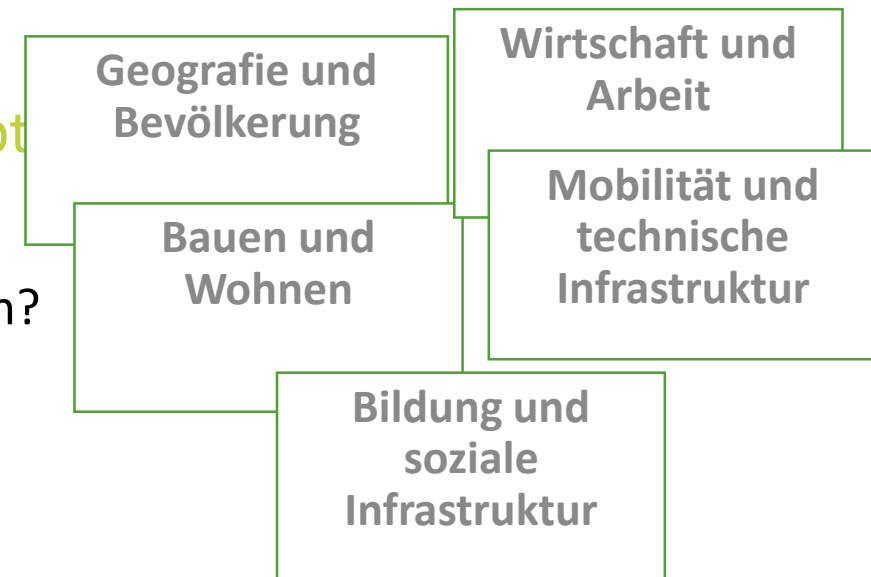 Geografie und
Bevölkerung
Wirtschaft und
Arbeit
Bauen und
Wohnen
Mobilität und
technische
Infrastruktur
Bildung und
soziale
Infrastruktur